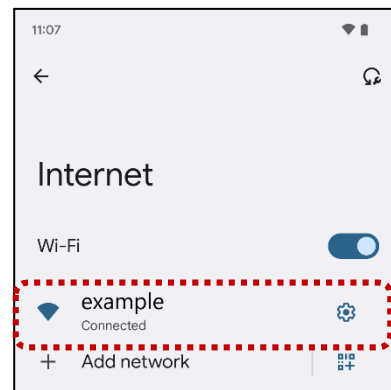 11:07
Internet
Wi-Fi
example
Connected
Add network